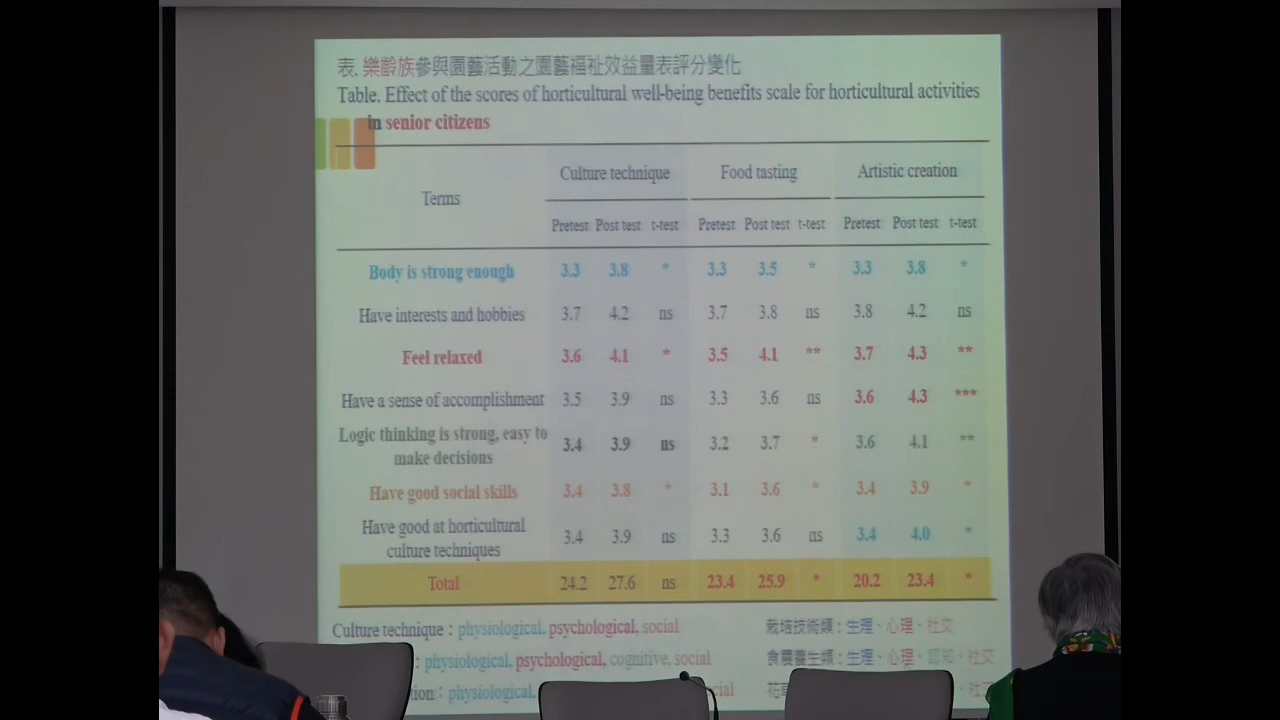 表. 樂齡族參與園藝活動之園藝福祉效益量表評分變化
Table. Effect of the scores of horticultural well-being benefits scale for horticultural activities
in senior citizens
Terms Culture technique Food tasting Artistic creation
Pretest Post test t-test Pretest Post test t-test Pretest Post test t-test
Body is strong enough 3.3 3.8 * 3.3 3.5 * 3.3 3.8 *
Have interests and hobbies 3.7 4.2 ns 3.7 3.8 ns 3.8 4.2 ns
Feel relaxed 3.6 4.1 * 3.5 4.1 ** 3.7 4.3 **
Have a sense of accomplishment 3.5 3.9 ns 3.3 3.6 ns 3.6 4.3 ***
Logic thinking is strong, easy to
make decisions 3.4 3.9 ns 3.2 3.7 * 3.6 4.1 **
Have good social skills 3.4 3.8 * 3.1 3.6 * 3.4 3.9 *
Have good at horticultural
culture techniques 3.4 3.9 ns 3.3 3.6 ns 3.4 4.0 *
Total 24.2 27.6 ns 23.4 25.9 * 20.2 23.4 *
Culture technique：physiological, psychological, social 栽培技術類：生理、心理、社交
: physiological, psychological, cognitive, social 食農養生類：生理、心理、認知、社交
physiological, 社交